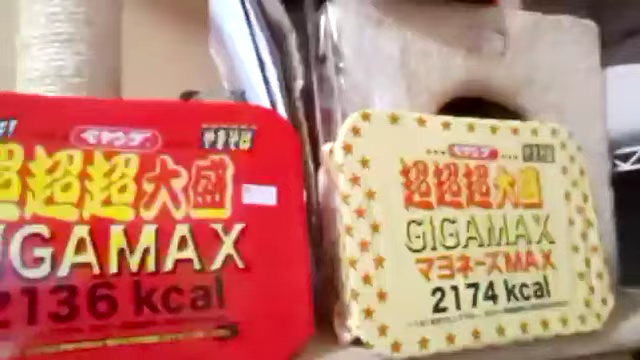 ペヤング
超超超大盛
GIGAMAX
2136 kcal
ペヤング
超超超大盛
GIGAMAX
マヨネーズMAX
2174 kcal